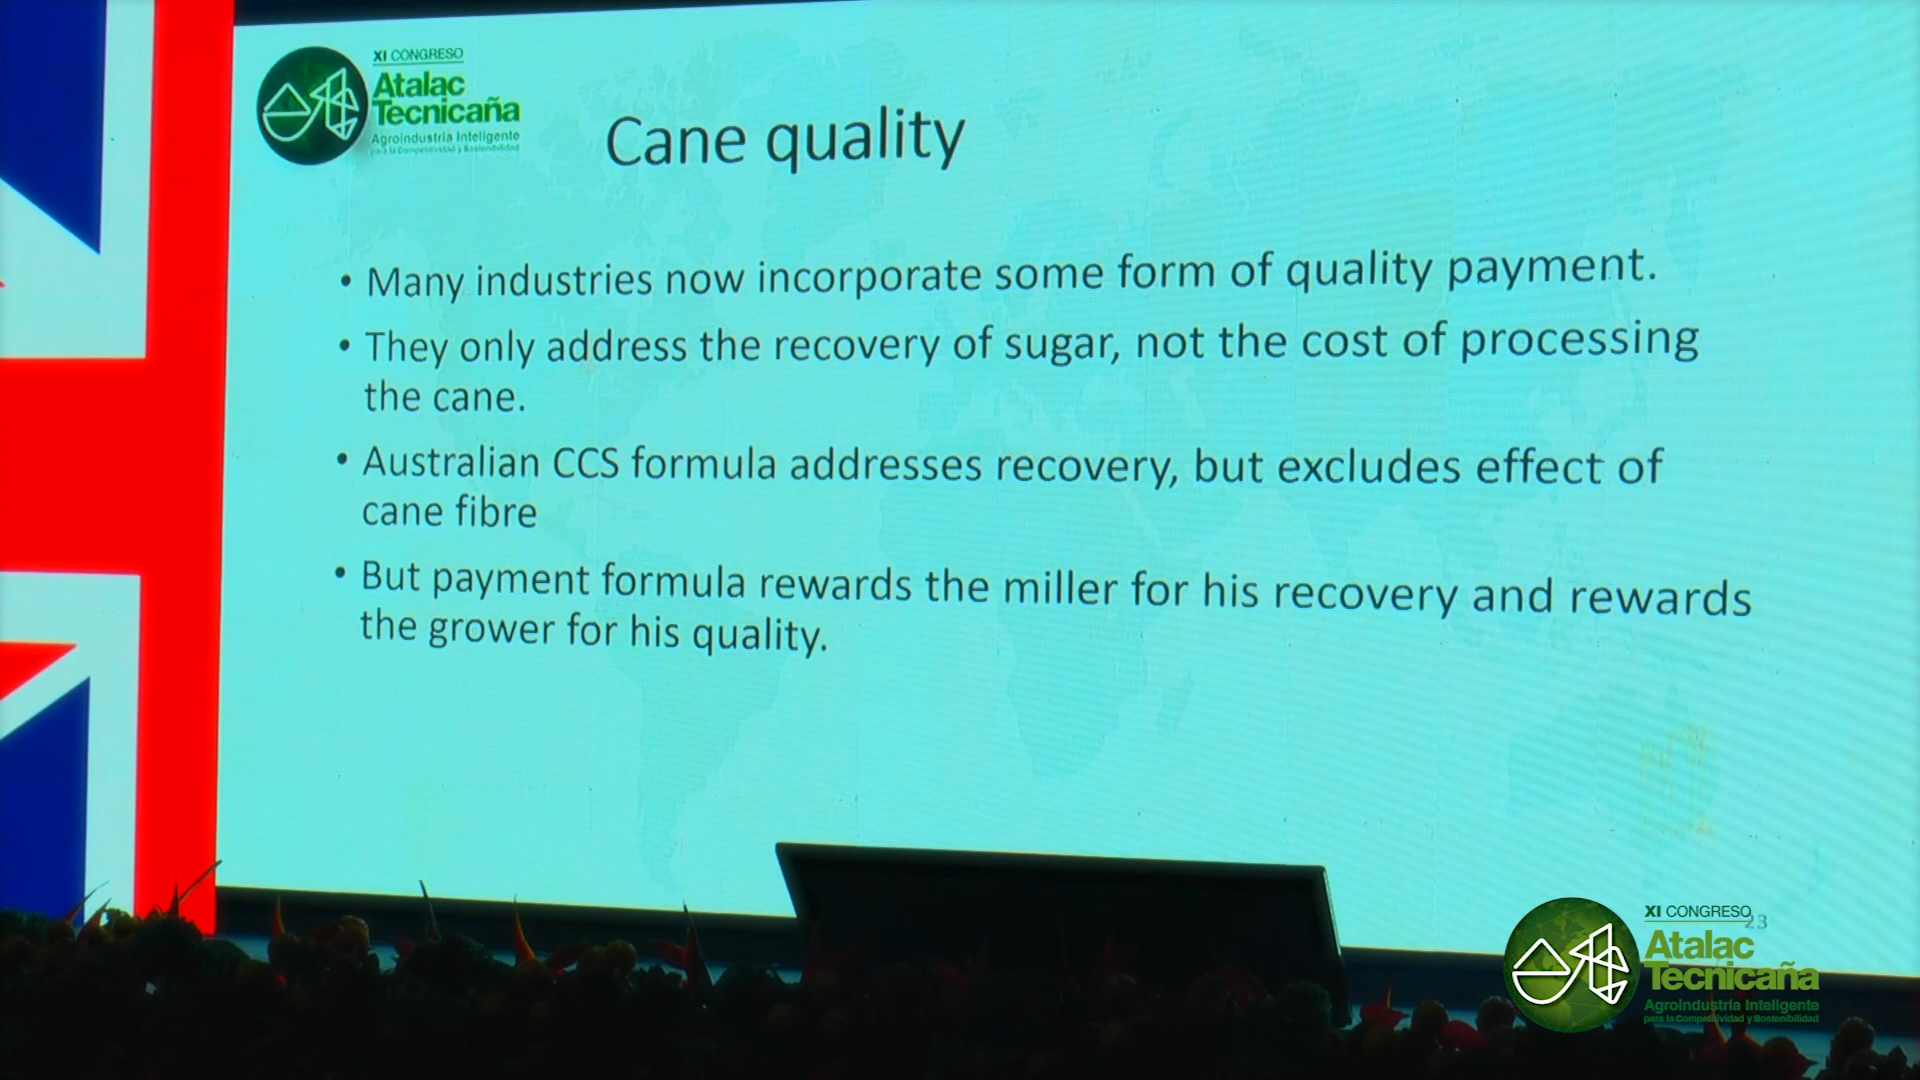 XI CONGRESO
Atalac
Tecnicaña
Agroindustria Inteligente
para la Competitividad y Sostenibilidad
Cane quality
• Many industries now incorporate some form of quality payment.
• They only address the recovery of sugar, not the cost of processing
the cane.
• Australian CCS formula addresses recovery, but excludes effect of
cane fibre
• But payment formula rewards the miller for his recovery and rewards
the grower for his quality.
23
XI CONGRESO
Atalac
Tecnicaña
Agroindustria Inteligente
para la Competitividad y Sostenibilidad